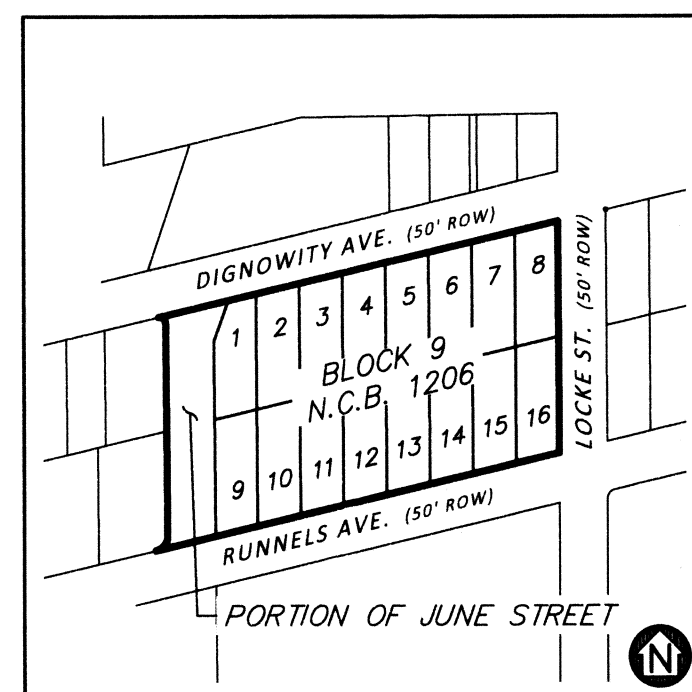 DIGNOWITY AVE. (50' ROW)
1 2 3 4 5 6 7 8
BLOCK 9
N.C.B. 1206
LOCKE ST. (50' ROW)
9 10 11 12 13 14 15 16
RUNNELS AVE. (50' ROW)
PORTION OF JUNE STREET
N